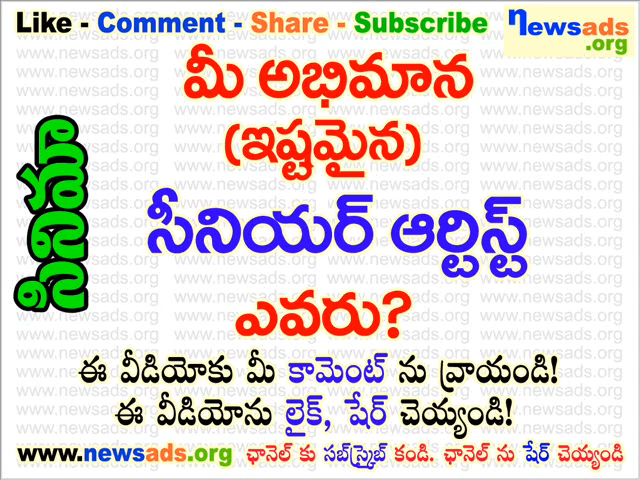 Like - Comment - Share - Subscribe
newsads
.org
మీ అభిమాన
(ఇష్టమైన)
సినిమా
సీనియర్ ఆర్టిస్ట్
ఎవరు?
ఈ వీడియోకు మీ కామెంట్ ను వ్రాయండి!
ఈ వీడియోను లైక్, షేర్ చెయ్యండి!
www.newsads.org ఛానెల్ కు సబ్‌స్క్రైబ్ కండి. ఛానెల్ ను షేర్ చెయ్యండి